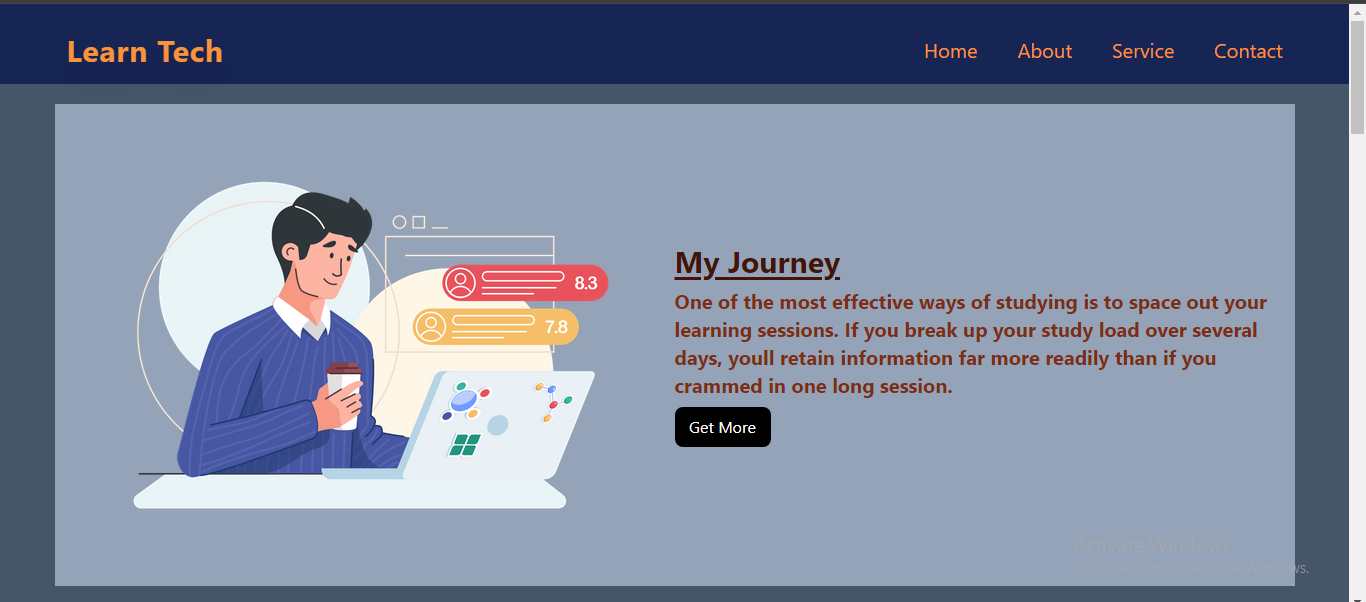 Learn Tech
Home About Service Contact
8.3
7.8
My Journey
One of the most effective ways of studying is to space out your
learning sessions. If you break up your study load over several
days, youll retain information far more readily than if you
crammed in one long session.
Get More
Activate Windows
Go to Settings to activate Windows.